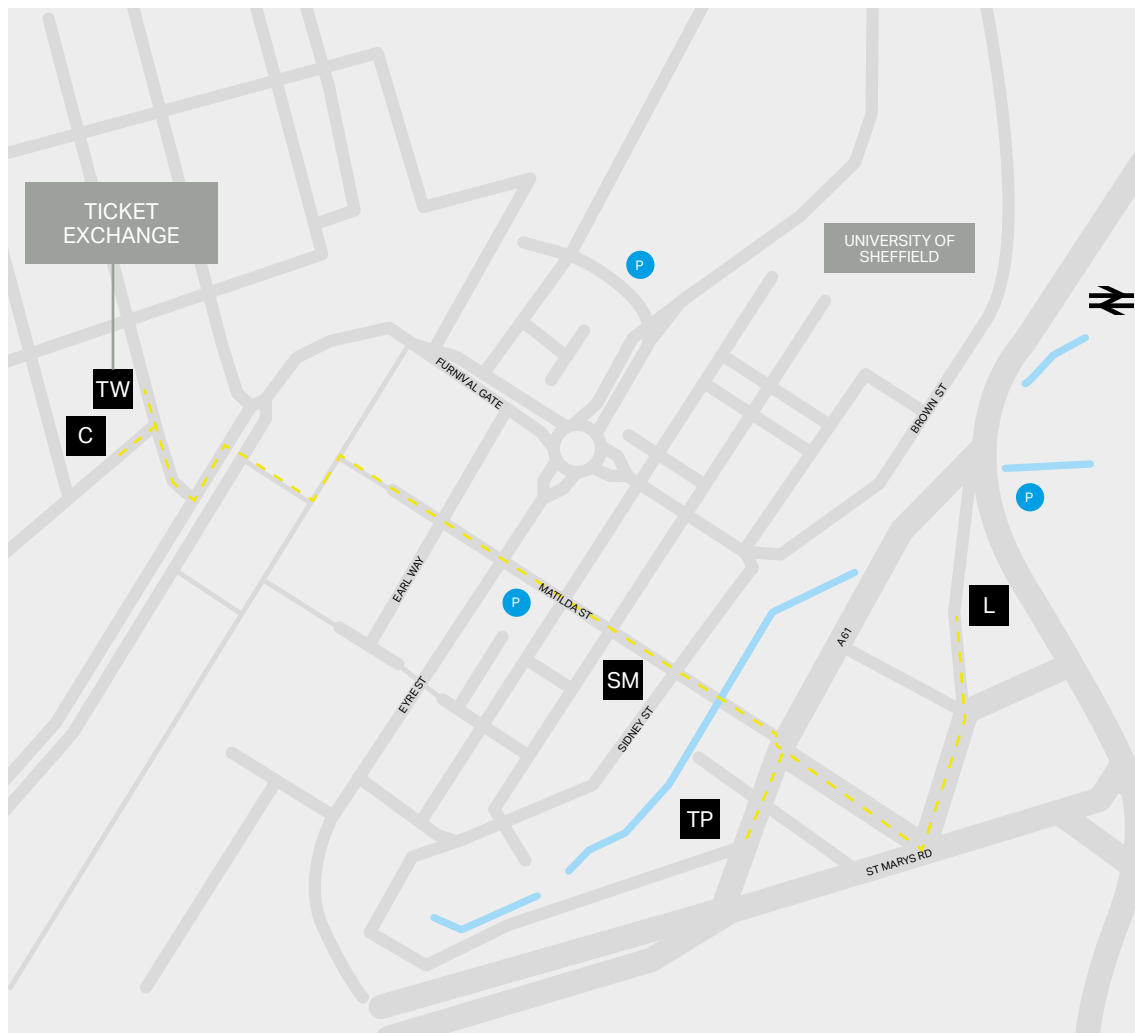 TICKET
EXCHANGE
UNIVERSITY OF
SHEFFIELD
P
TW
FURNIVAL GATE
BROWN ST
C
P
EARL WAY
MATILDA ST
P
L
A61
SM
EYRE ST
SIDNEY ST
TP
ST MARYS RD